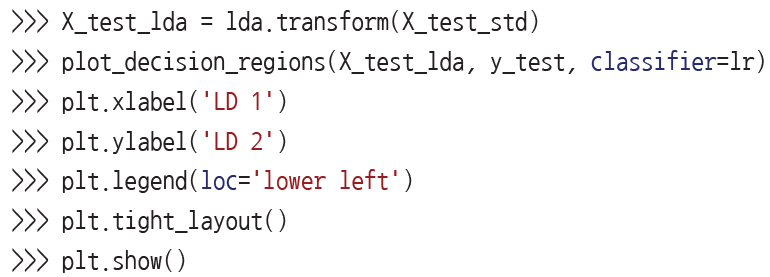 >>> X_test_lda = lda.transform(X_test_std)
>>> plot_decision_regions(X_test_lda, y_test, classifier=lr)
>>> plt.xlabel('LD 1')
>>> plt.ylabel('LD 2')
>>> plt.legend(loc='lower left')
>>> plt.tight_layout()
>>> plt.show()